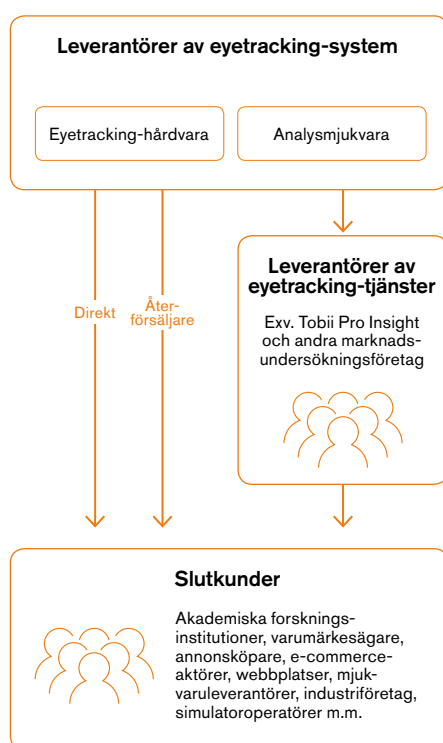 Leverantörer av eyetracking-system
Eyetracking-hårdvara
Analysmjukvara
Direkt
Åter-
försäljare
Leverantörer av
eyetracking-tjänster
Exv. Tobii Pro Insight
och andra marknads-
undersökningsföretag
Slutkunder
Akademiska forsknings-
institutioner, varumärkesägare,
annonsköpare, e-commerce-
aktörer, webbplatser, mjuk-
varuleverantörer, industriföretag,
simulatoroperatörer m.m.